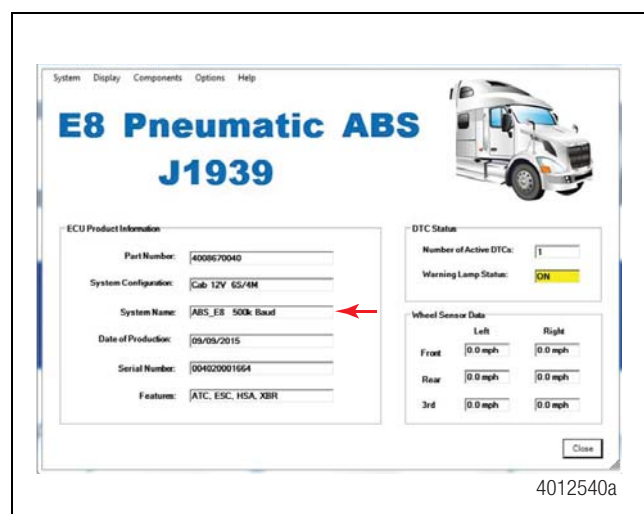 System Display Components Options Help
E8 Pneumatic ABS
J1939
ECU Product Information
Part Number: 4008670040
System Configuration: Cab 12V 6S/4M
System Name: ABS_E8 500k Baud
Date of Production: 09/09/2015
Serial Number: 004020001664
Features: ATC, ESC, HSA, XBR
DTC Status
Number of Active DTCs: 1
Warning Lamp Status: ON
Wheel Sensor Data
Left Right
Front 0.0 mph 0.0 mph
Rear 0.0 mph 0.0 mph
3rd 0.0 mph 0.0 mph
Close
4012540a